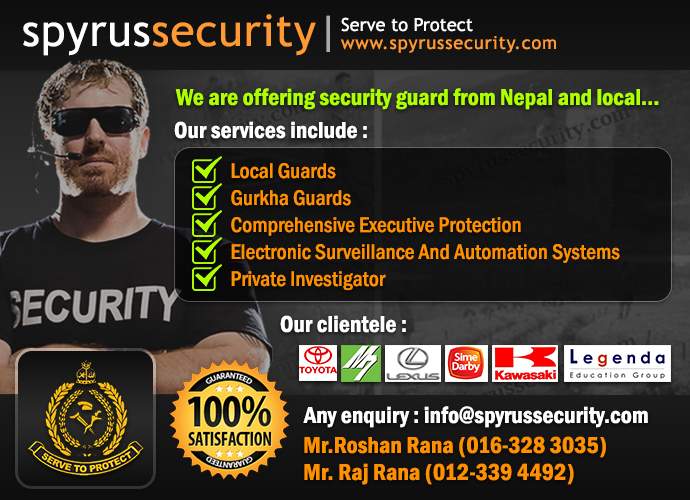 spyrussecurity
Serve to Protect
www.spyrussecurity.com
We are offering security guard from Nepal and local...
Our services include :
Local Guards
Gurkha Guards
Comprehensive Executive Protection
Electronic Surveillance And Automation Systems
Private Investigator
SECURITY
Our clientele :
TOYOTA
LEXUS
Sime
Darby
Kawasaki
Legenda
Education Group
SERVE TO PROTECT
GUARANTEED
100%
SATISFACTION
GUARANTEED
Any enquiry : info@spyrussecurity.com
Mr.Roshan Rana (016-328 3035)
Mr. Raj Rana (012-339 4492)